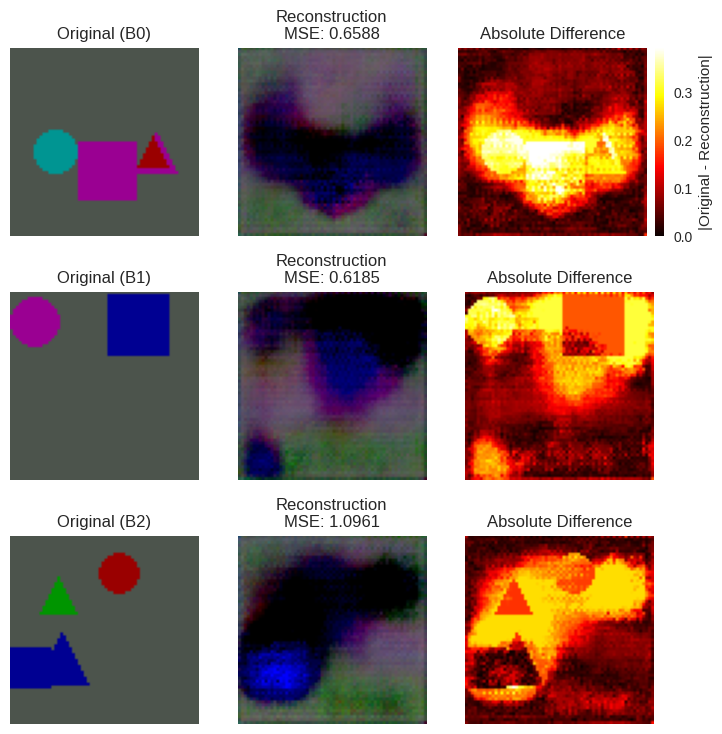 Original (B0)
Reconstruction
MSE: 0.6588
Absolute Difference
0.3
0.2
0.1
0.0
|Original - Reconstruction|
Original (B1)
Reconstruction
MSE: 0.6185
Absolute Difference
Original (B2)
Reconstruction
MSE: 1.0961
Absolute Difference